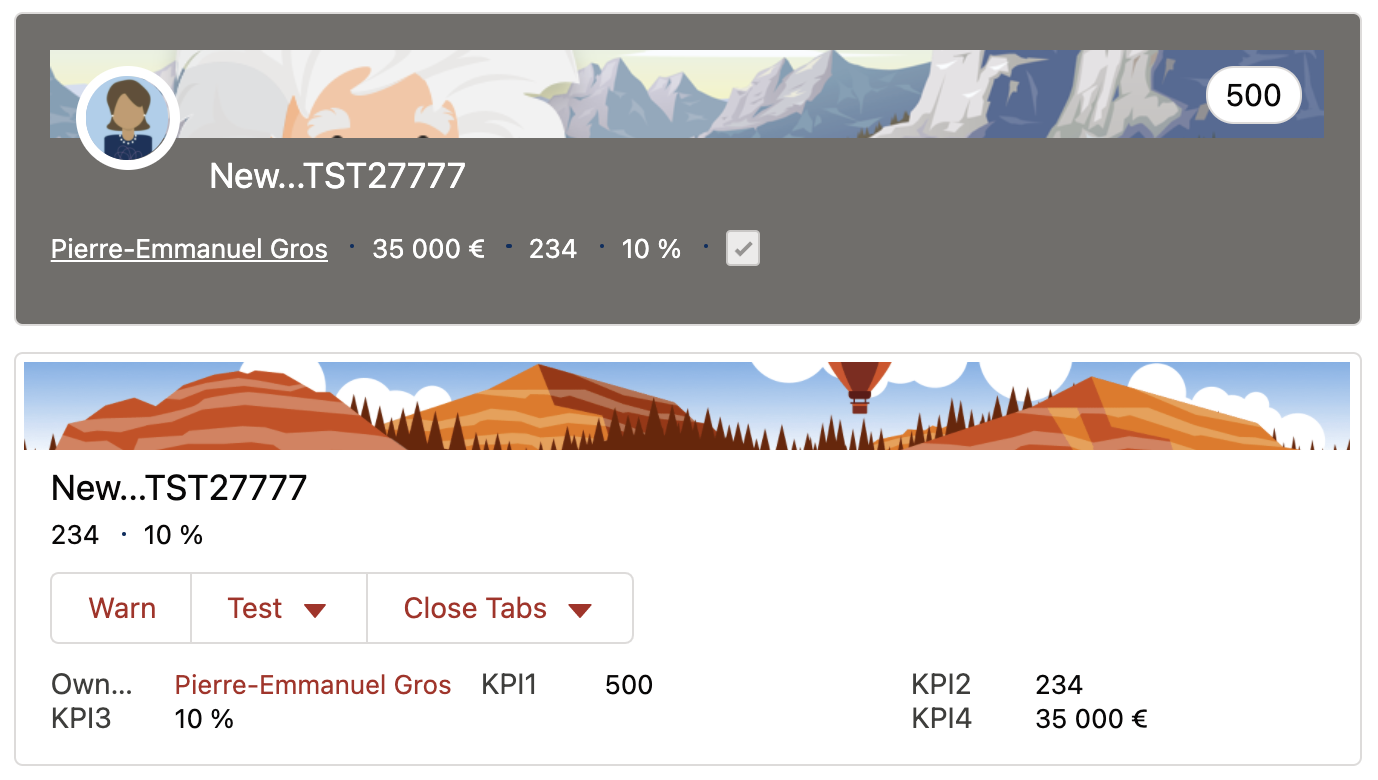 500
New...TST27777
Pierre-Emmanuel Gros · 35 000 € · 234 · 10 % ·
New...TST27777
234 · 10 %
Warn Test Close Tabs
Own... Pierre-Emmanuel Gros KPI1 500 KPI2 234
KPI3 10 % KPI4 35 000 €